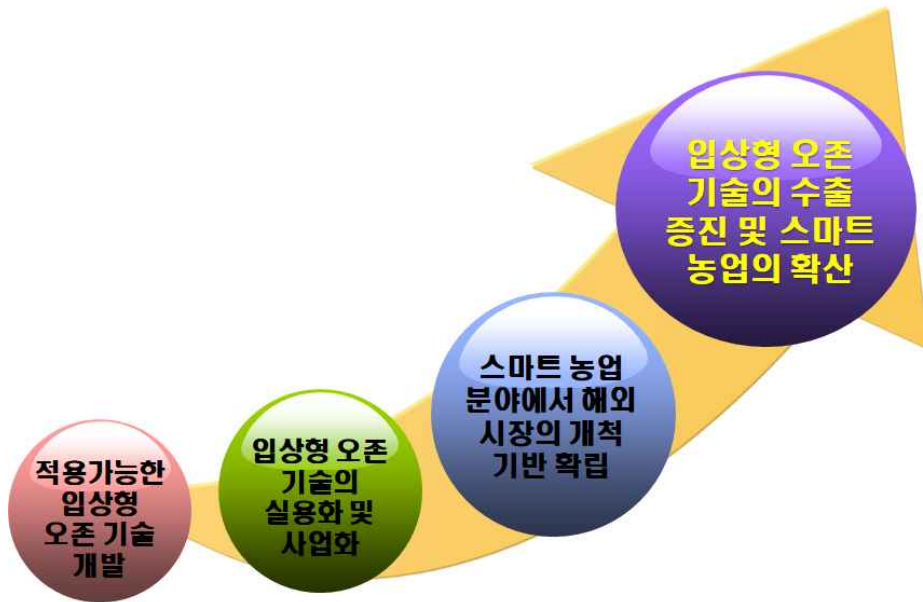 적용가능한
입상형
오존 기술
개발
입상형 오존
기술의
실용화 및
사업화
스마트 농업
분야에서 해외
시장의 개척
기반 확립
입상형 오존
기술의 수출
증진 및 스마트
농업의 확산